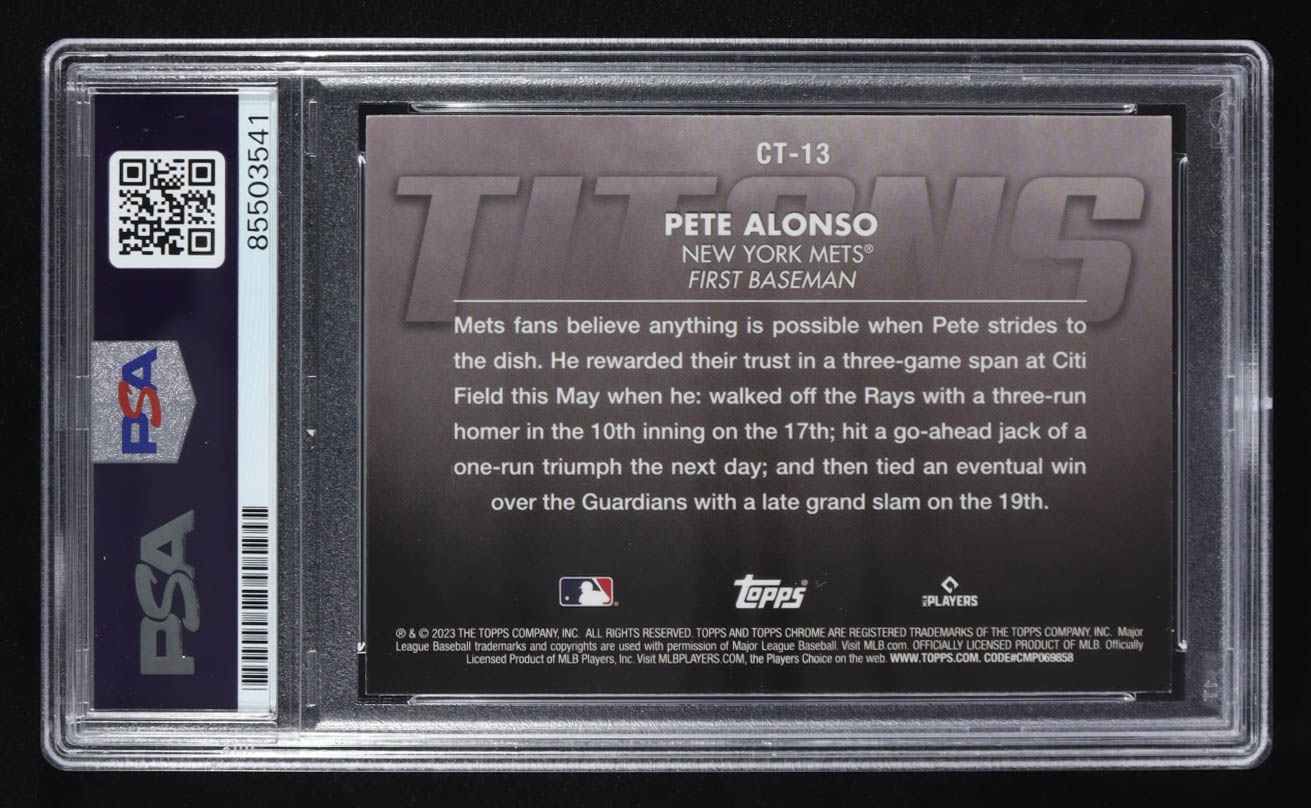 85503541
PSA
PSA
CT-13
TITANS
PETE ALONSO
NEW YORK METS®
FIRST BASEMAN
Mets fans believe anything is possible when Pete strides to
the dish. He rewarded their trust in a three-game span at Citi
Field this May when he: walked off the Rays with a three-run
homer in the 10th inning on the 17th; hit a go-ahead jack of a
one-run triumph the next day; and then tied an eventual win
over the Guardians with a late grand slam on the 19th.
topps®
MLB PLAYERS
® & © 2023 THE TOPPS COMPANY, INC. ALL RIGHTS RESERVED. TOPPS AND TOPPS CHROME ARE REGISTERED TRADEMARKS OF THE TOPPS COMPANY, INC. Major
League Baseball trademarks and copyrights are used with permission of Major League Baseball. Visit MLB.com. OFFICIALLY LICENSED PRODUCT OF MLB. Officially
Licensed Product of MLB Players, Inc. Visit MLBPLAYERS.COM, the Players Choice on the web. WWW.TOPPS.COM. CODE#CMP069858